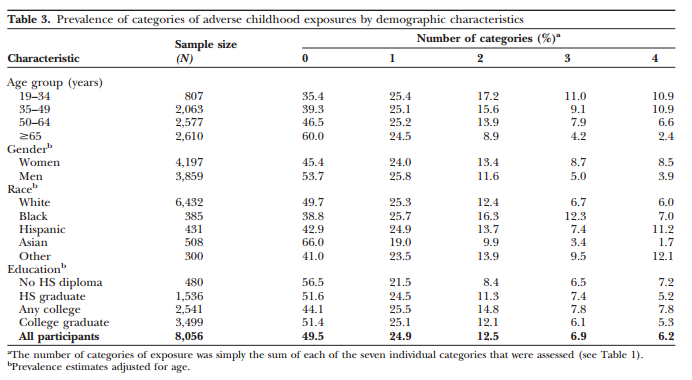 Table 3. Prevalence of categories of adverse childhood exposures by demographic characteristics
Number of categories (%)a
Sample size
Characteristic (N) 0 1 2 3 4
Age group (years)
19–34 807 35.4 25.4 17.2 11.0 10.9
35–49 2,063 39.3 25.1 15.6 9.1 10.9
50–64 2,577 46.5 25.2 13.9 7.9 6.6
≥65 2,610 60.0 24.5 8.9 4.2 2.4
Genderb
Women 4,197 45.4 24.0 13.4 8.7 8.5
Men 3,859 53.7 25.8 11.6 5.0 3.9
Raceb
White 6,432 49.7 25.3 12.4 6.7 6.0
Black 385 38.8 25.7 16.3 12.3 7.0
Hispanic 431 42.9 24.9 13.7 7.4 11.2
Asian 508 66.0 19.0 9.9 3.4 1.7
Other 300 41.0 23.5 13.9 9.5 12.1
Educationb
No HS diploma 480 56.5 21.5 8.4 6.5 7.2
HS graduate 1,536 51.6 24.5 11.3 7.4 5.2
Any college 2,541 44.1 25.5 14.8 7.8 7.8
College graduate 3,499 51.4 25.1 12.1 6.1 5.3
All participants 8,056 49.5 24.9 12.5 6.9 6.2
aThe number of categories of exposure was simply the sum of each of the seven individual categories that were assessed (see Table 1).
bPrevalence estimates adjusted for age.